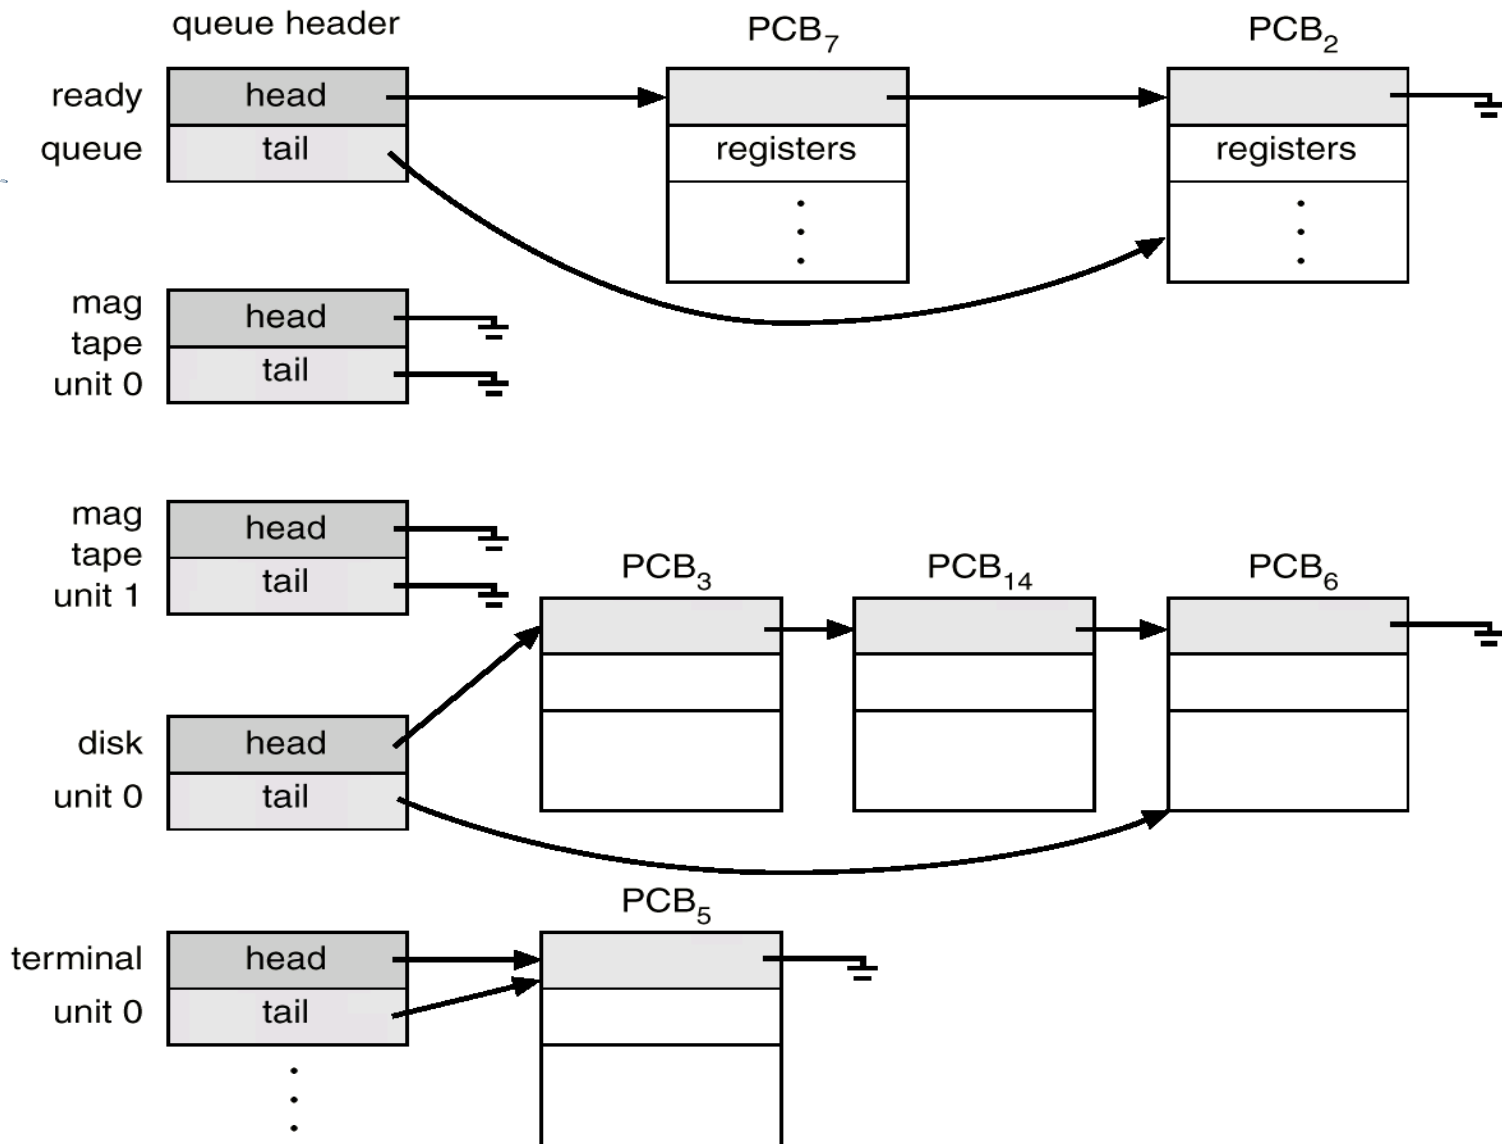 queue header
PCB7
PCB2
ready
head
queue
tail
registers
registers
mag
tape
unit 0
head
tail
mag
tape
unit 1
head
tail
PCB3
PCB14
PCB6
disk
head
unit 0
tail
PCB5
terminal
head
unit 0
tail